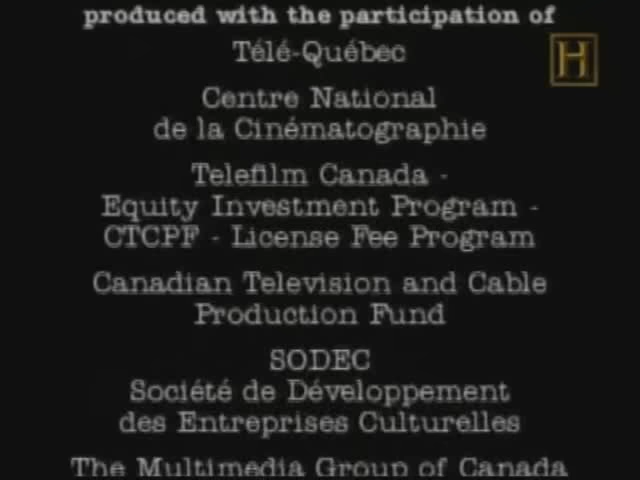 produced with the participation of
Télé-Québec
H
Centre National
de la Cinématographie
Telefilm Canada -
Equity Investment Program -
CTCPF - License Fee Program
Canadian Television and Cable
Production Fund
SODEC
Société de Développement
des Entreprises Culturelles
The Multimedia Group of Canada